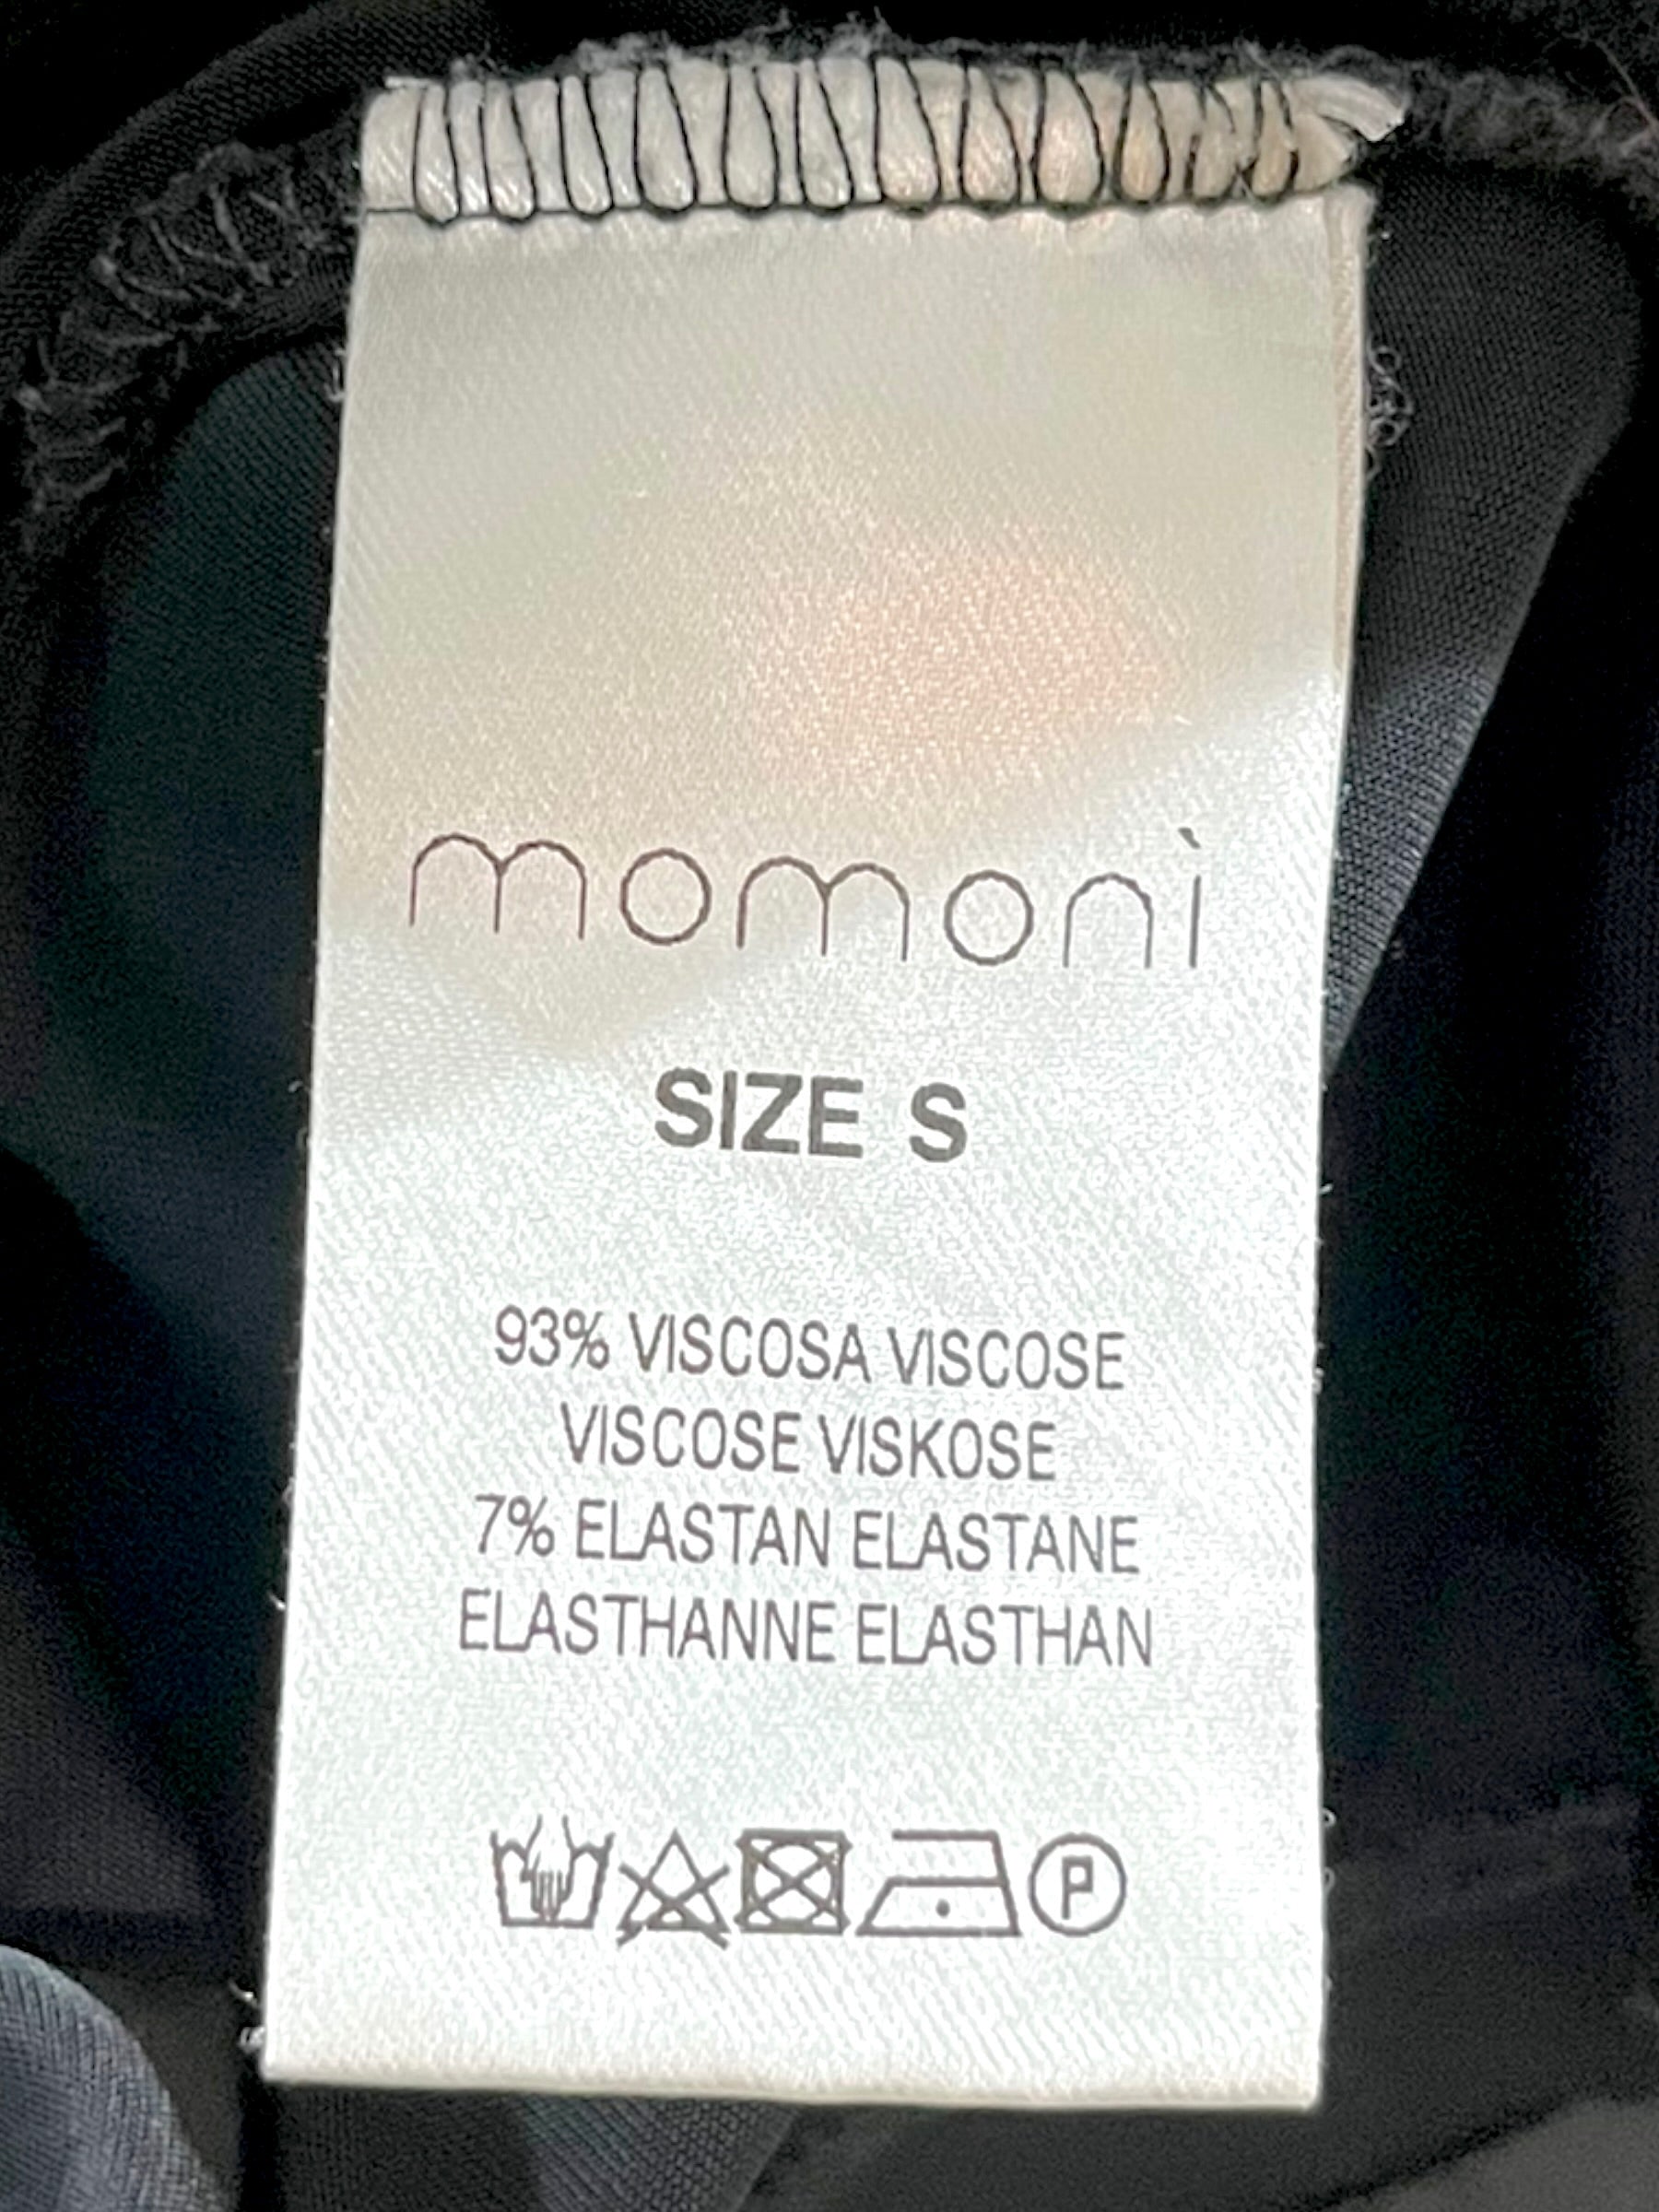 momonì
SIZE S
93% VISCOSA VISCOSE
VISCOSE VISKOSE
7% ELASTAN ELASTANE
ELASTHANNE ELASTHAN
P